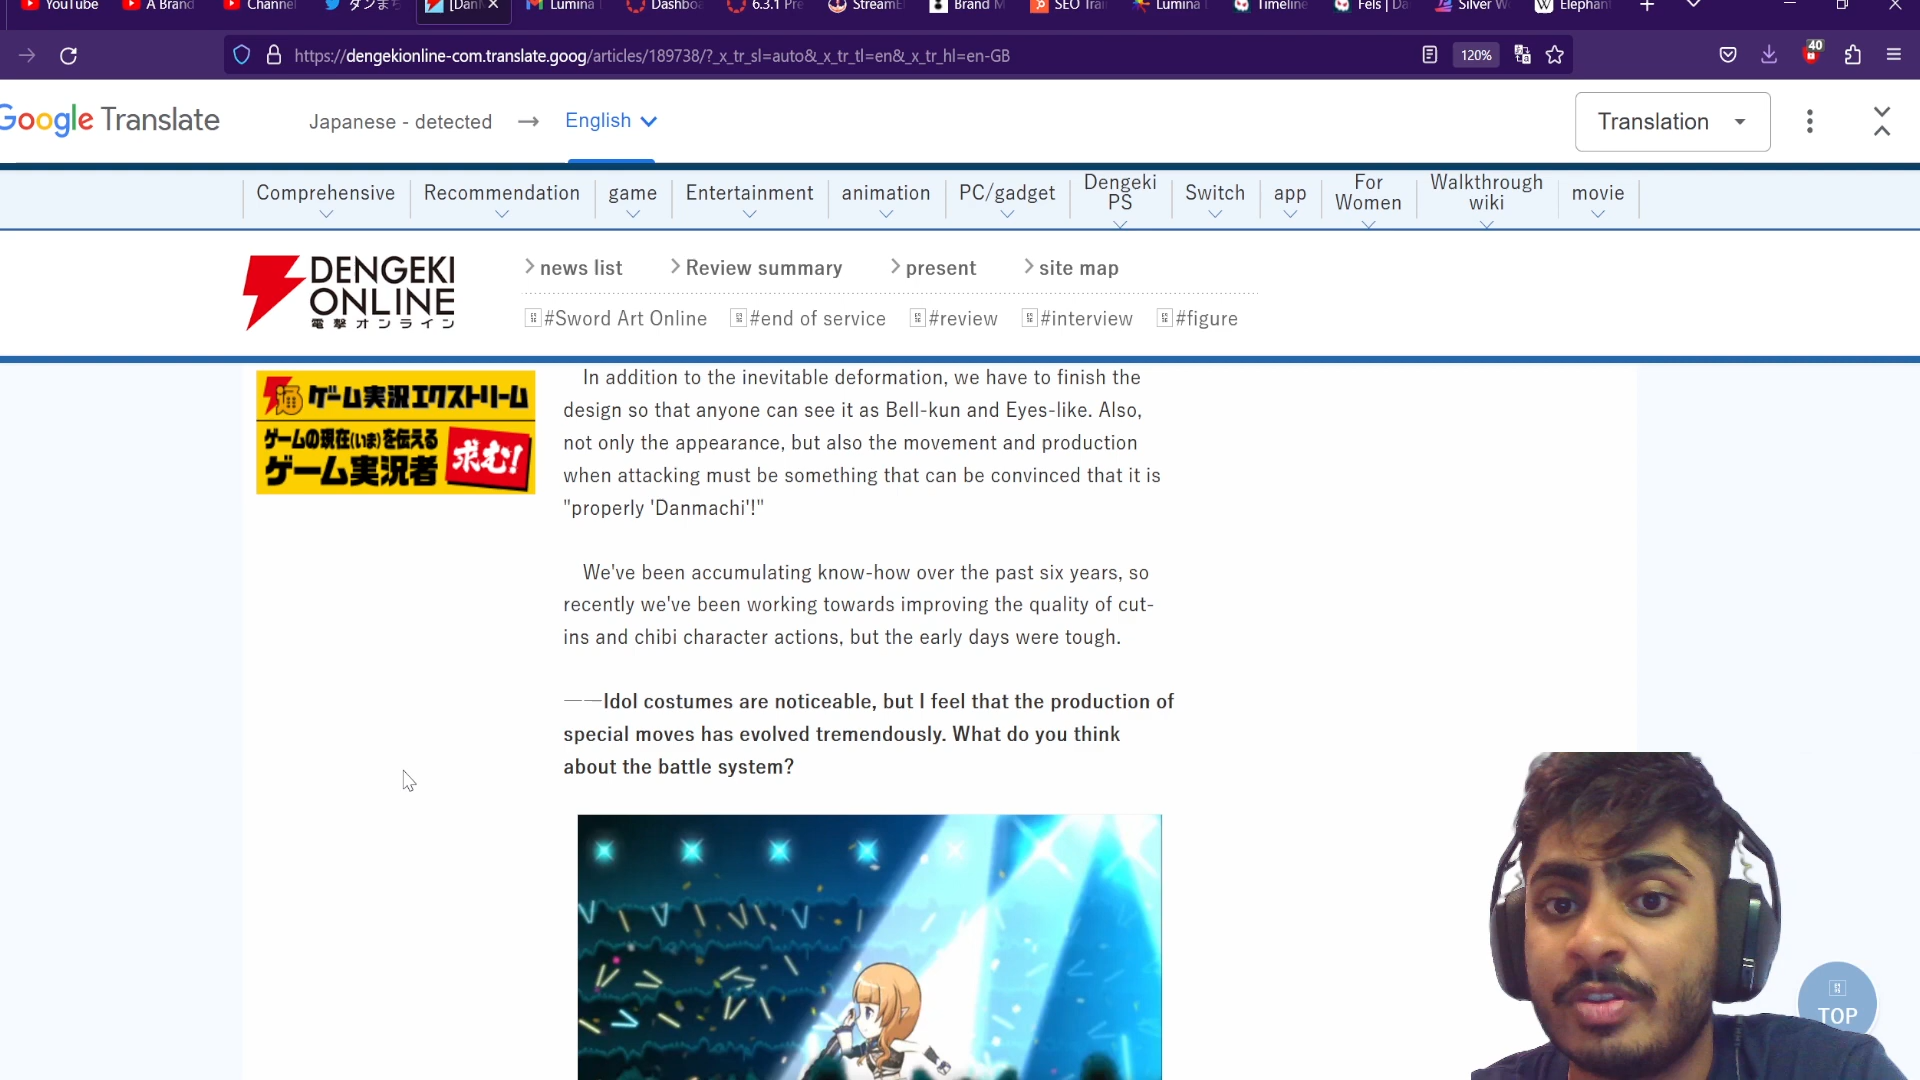 YouTube
A Brand
Channel
ダンまち
[Dan
Lumina
Dashbo
6.3.1 Pre
StreamE
Brand M
SEO Trai
Lumina
Timeline
Fels | Da
Silver W
Elephant
https://dengekionline-com.translate.goog/articles/189738/?_x_tr_sl=auto&_x_tr_tl=en&_x_tr_hl=en-GB
120%
40
Google Translate
Japanese - detected → English
Translation
Comprehensive
Recommendation
game
Entertainment
animation
PC/gadget
Dengeki
PS
Switch
app
For
Women
Walkthrough
wiki
movie
DENGEKI
ONLINE
電撃オンライン
news list
Review summary
present
site map
#Sword Art Online
#end of service
#review
#interview
#figure
ゲーム実況エクストリーム
ゲームの現在(いま)を伝える
ゲーム実況者
求む!
In addition to the inevitable deformation, we have to finish the
design so that anyone can see it as Bell-kun and Eyes-like. Also,
not only the appearance, but also the movement and production
when attacking must be something that can be convinced that it is
"properly 'Danmachi'!"
We've been accumulating know-how over the past six years, so
recently we've been working towards improving the quality of cut-
ins and chibi character actions, but the early days were tough.
——Idol costumes are noticeable, but I feel that the production of
special moves has evolved tremendously. What do you think
about the battle system?
TOP